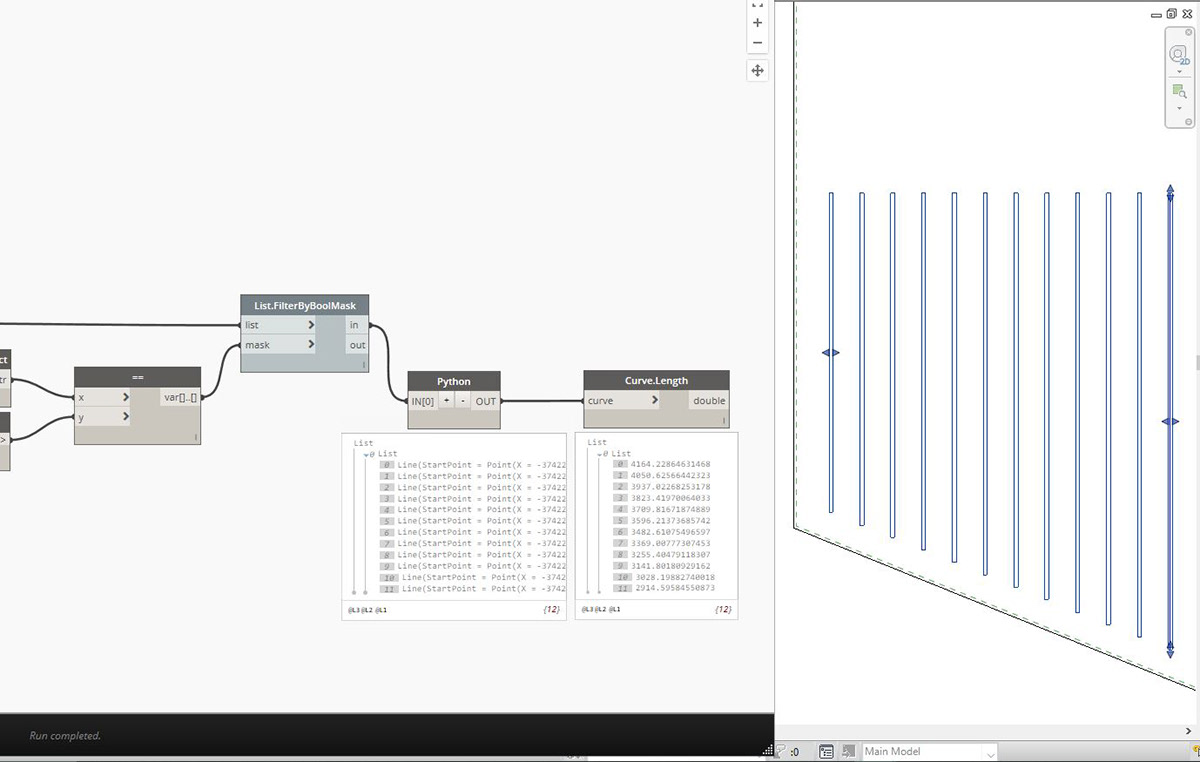 List.FilterByBoolMask
list > in
mask > out
ct
tr
>
==
x > var[]..[]
y >
l
Python
IN[0] + - OUT
Curve.Length
curve > double
l
List
0 List
0 Line(StartPoint = Point(X = -37422
1 Line(StartPoint = Point(X = -37422
2 Line(StartPoint = Point(X = -37422
3 Line(StartPoint = Point(X = -37422
4 Line(StartPoint = Point(X = -37422
5 Line(StartPoint = Point(X = -37422
6 Line(StartPoint = Point(X = -37422
7 Line(StartPoint = Point(X = -37422
8 Line(StartPoint = Point(X = -37422
9 Line(StartPoint = Point(X = -37422
10 Line(StartPoint = Point(X = -3742
11 Line(StartPoint = Point(X = -3742
@L3 @L2 @L1 {12}
List
0 List
0 4164.22864631468
1 4050.62566442323
2 3937.02268253178
3 3823.41970064033
4 3709.81671874889
5 3596.21373685742
6 3482.61075496597
7 3369.00777307453
8 3255.40479118307
9 3141.80180929162
10 3028.19882740018
11 2914.59584550873
@L3 @L2 @L1 {12}
Run completed.
2D
:0
Main Model